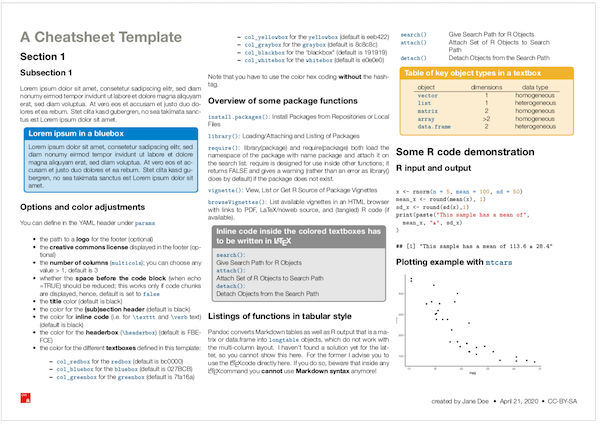 A Cheatsheet Template
Section 1
Subsection 1
Lorem ipsum dolor sit amet, consetetur sadipscing elitr, sed diam
nonumy eirmod tempor invidunt ut labore et dolore magna aliquyam
erat, sed diam voluptua. At vero eos et accusam et justo duo do-
lores et ea rebum. Stet clita kasd gubergren, no sea takimata sanc-
tus est Lorem ipsum dolor sit amet.
Lorem ipsum in a bluebox
Lorem ipsum dolor sit amet, consetetur sadipscing elitr, sed
diam nonumy eirmod tempor invidunt ut labore et dolore magna
aliquyam erat, sed diam voluptua. At vero eos et accusam et
justo duo dolores et ea rebum. Stet clita kasd gu-
bergren, no sea takimata sanctus est Lorem ipsum dolor sit
amet.
Options and color adjustments
You can define in the YAML header under params
• the path to a logo for the footer (optional)
• the creative commons license displayed in the footer (op-
tional)
• the number of columns (multicols); you can choose any
value > 1, default is 3
• whether the space before the code block (when echo
=TRUE) should be reduced; this works only if code chunks
are displayed, hence, default is set to false
• the title color (default is black)
• the color for the (sub)section header (default is black)
• the color for inline code (i.e. for \texttt and \verb text)
(default is black)
• the color for the headerbox (\headerbox) (default is FBE-
FCE)
• the color for the different textboxes defined in this template:
– col_redbox for the redbox (default is bc0000)
– col_bluebox for the bluebox (default is 027BCB)
– col_greenbox for the greenbox (default is 7fa16a)
– col_yellowbox for the yellowbox (default is eeb422)
– col_graybox for the graybox (default is 8c8c8c)
– col_blackbox for the "blackbox" (default is 191919)
– col_whitebox for the whitebox (default is e0e0e0)
Note that you have to use the color hex coding without the hash-
tag.
Overview of some package functions
install.packages(): Install Packages from Repositories or Local
Files
library(): Loading/Attaching and Listing of Packages
require(): library(package) and require(package) both load the
namespace of the package with name package and attach it on
the search list. require is designed for use inside other functions; it
returns FALSE and gives a warning (rather than an error as library()
does by default) if the package does not exist.
vignette(): View, List or Get R Source of Package Vignettes
browseVignettes(): List available vignettes in an HTML browser
with links to PDF, LaTeX/noweb source, and (tangled) R code (if
available).
Inline code inside the colored textboxes has
to be written in LATEX
search():
Give Search Path for R Objects
attach():
Attach Set of R Objects to Search Path
detach():
Detach Objects from the Search Path
Listings of functions in tabular style
Pandoc converts Markdown tables as well as R output that is a ma-
trix or data.frame into longtable objects, which do not work with
the multi-column layout. I haven't found a solution yet for the lat-
ter, so you cannot show this here. For the former I advise you to
use the LATEXcode directly here. If you do so, beware that inside any
LATEXcommand you cannot use Markdown syntax anymore!
search() Give Search Path for R Objects
attach() Attach Set of R Objects to Search
Path
detach() Detach Objects from the Search Path
Table of key object types in a textbox
object dimensions data type
vector 1 homogeneous
list 1 heterogeneous
matrix 2 homogeneous
array >2 homogeneous
data.frame 2 heterogeneous
Some R code demonstration
R input and output
x <- rnorm(n = 5, mean = 100, sd = 50)
mean_x <- round(mean(x), 1)
sd_x <- round(sd(x),1)
print(paste("This sample has a mean of",
mean_x, "±", sd_x)
)
## [1] "This sample has a mean of 113.6 ± 28.4"
Plotting example with mtcars
created by Jane Doe • April 21, 2020 • CC-BY-SA